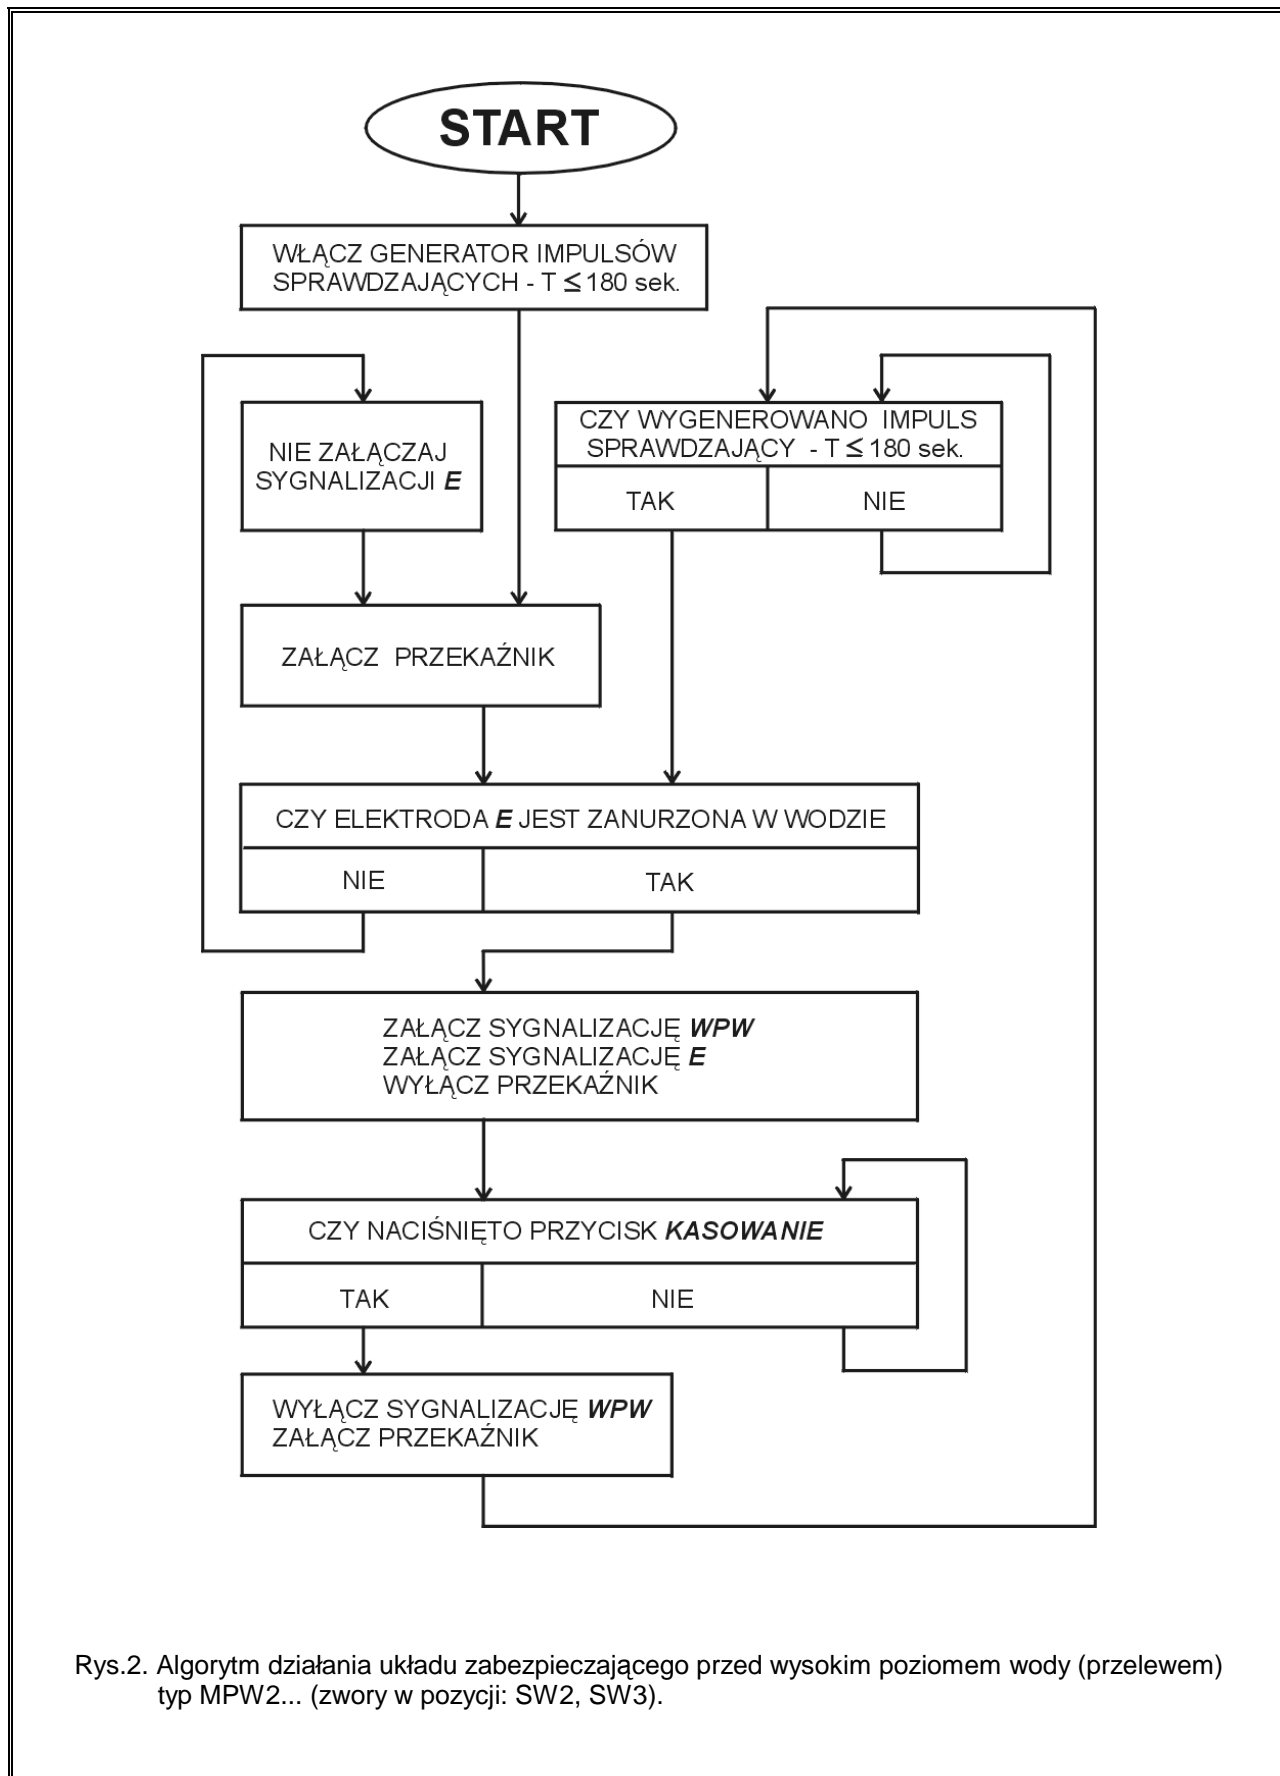 START
WŁĄCZ GENERATOR IMPULSÓW
SPRAWDZAJĄCYCH - T ≤ 180 sek.
NIE ZAŁĄCZAJ
SYGNALIZACJI E
CZY WYGENEROWANO IMPULS
SPRAWDZAJĄCY - T ≤ 180 sek.
TAK
NIE
ZAŁĄCZ PRZEKAŹNIK
CZY ELEKTRODA E JEST ZANURZONA W WODZIE
NIE
TAK
ZAŁĄCZ SYGNALIZACJĘ WPW
ZAŁĄCZ SYGNALIZACJĘ E
WYŁĄCZ PRZEKAŹNIK
CZY NACIŚNIĘTO PRZYCISK KASOWANIE
TAK
NIE
WYŁĄCZ SYGNALIZACJĘ WPW
ZAŁĄCZ PRZEKAŹNIK
Rys.2. Algorytm działania układu zabezpieczającego przed wysokim poziomem wody (przelewem)
typ MPW2... (zwory w pozycji: SW2, SW3).